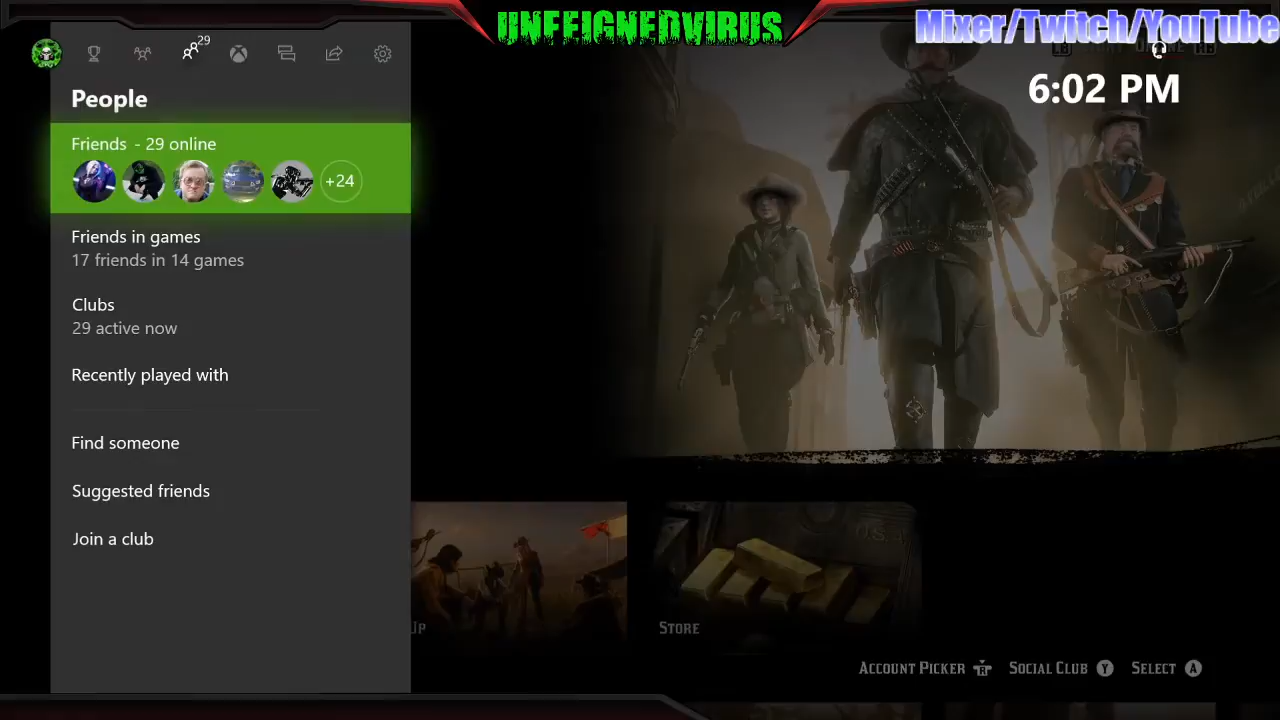 UNFEIGNEDVIRUS
Mixer/Twitch/YouTube
29
6:02 PM
People
Friends - 29 online
+24
Friends in games
17 friends in 14 games
Clubs
29 active now
Recently played with
Find someone
Suggested friends
Join a club
UP
STORE
ACCOUNT PICKER
SOCIAL CLUB Y
SELECT A